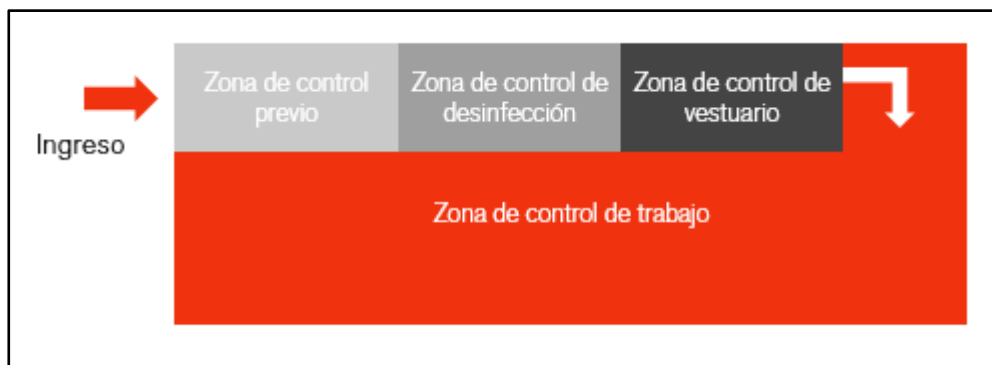 Ingreso
Zona de control
previo
Zona de control de
desinfección
Zona de control de
vestuario
Zona de control de trabajo